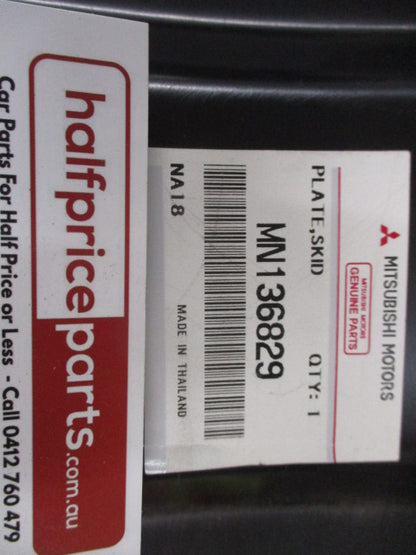 halfpriceparts.com.au
Car Parts For Half Price or Less - Call 0412 760 479
MITSUBISHI MOTORS
MITSUBISHI MOTORS
GENUINE PARTS
PLATE,SKID QTY: 1
MN136829
NA18 MADE IN THAILAND